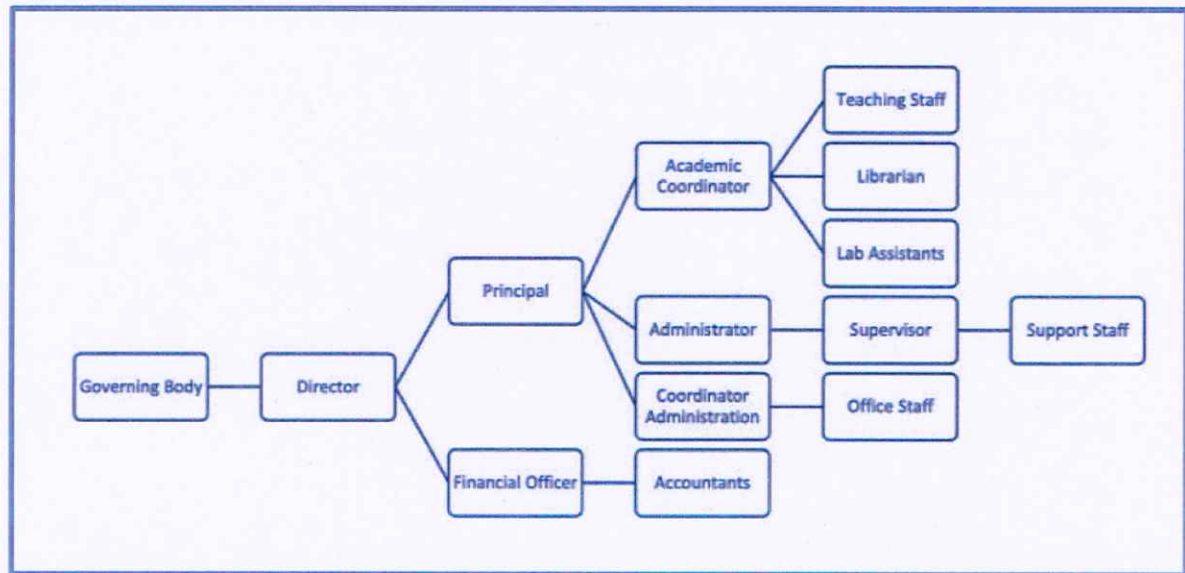 Teaching Staff
Academic
Coordinator
Librarian
Lab Assistants
Principal
Administrator
Supervisor
Support Staff
Governing Body
Director
Coordinator
Administration
Office Staff
Financial Officer
Accountants